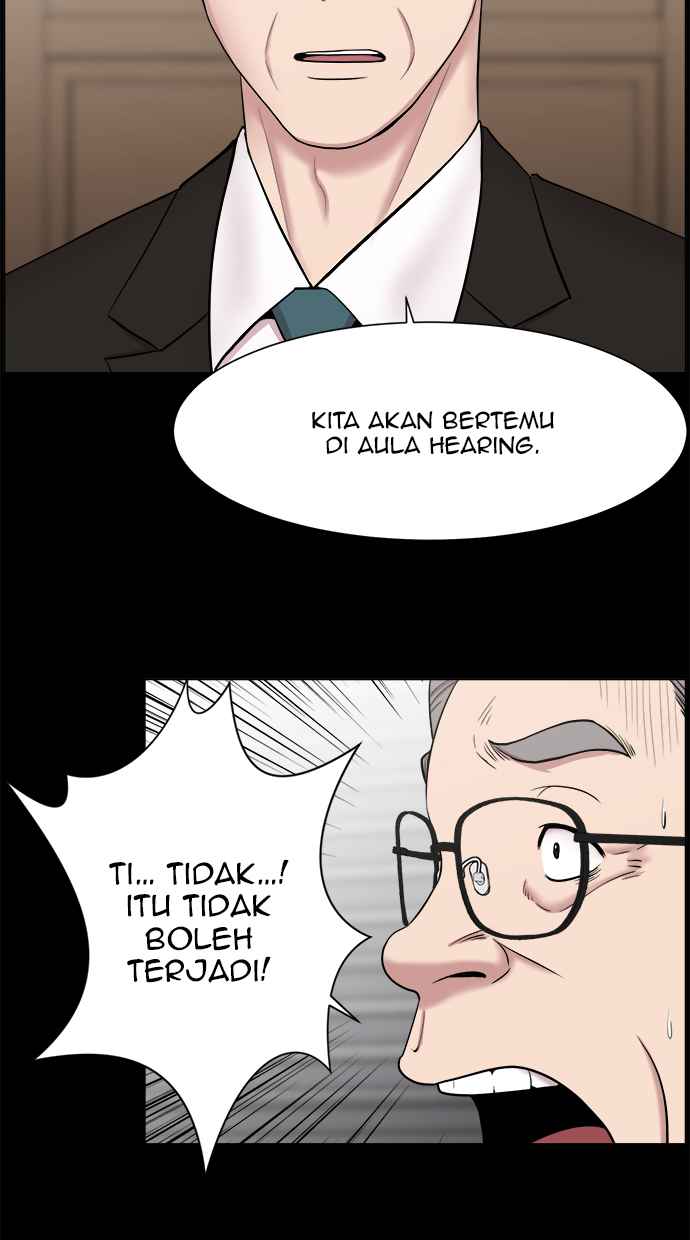 KITA AKAN BERTEMU
DI AULA HEARING.
TI... TIDAK...!
ITU TIDAK
BOLEH
TERJADI!